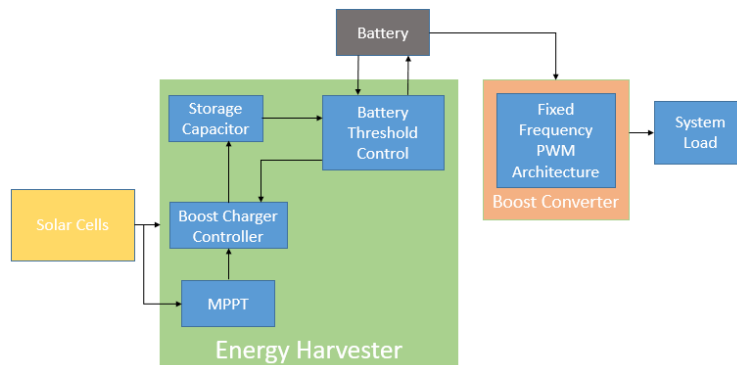 Battery
Storage
Capacitor
Battery
Threshold
Control
Fixed
Frequency
PWM
Architecture
Boost Converter
System
Load
Solar Cells
Boost Charger
Controller
MPPT
Energy Harvester